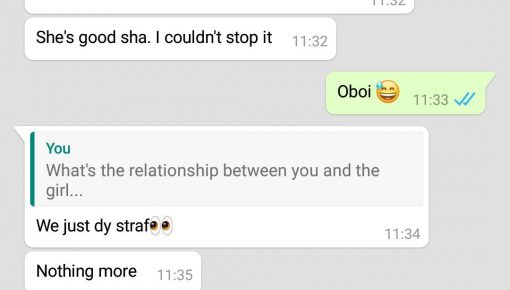 11:32
She's good sha. I couldn't stop it 11:32
Oboi 😅 11:33
You
What's the relationship between you and the
girl...
We just dy straf👀
11:34
Nothing more 11:35